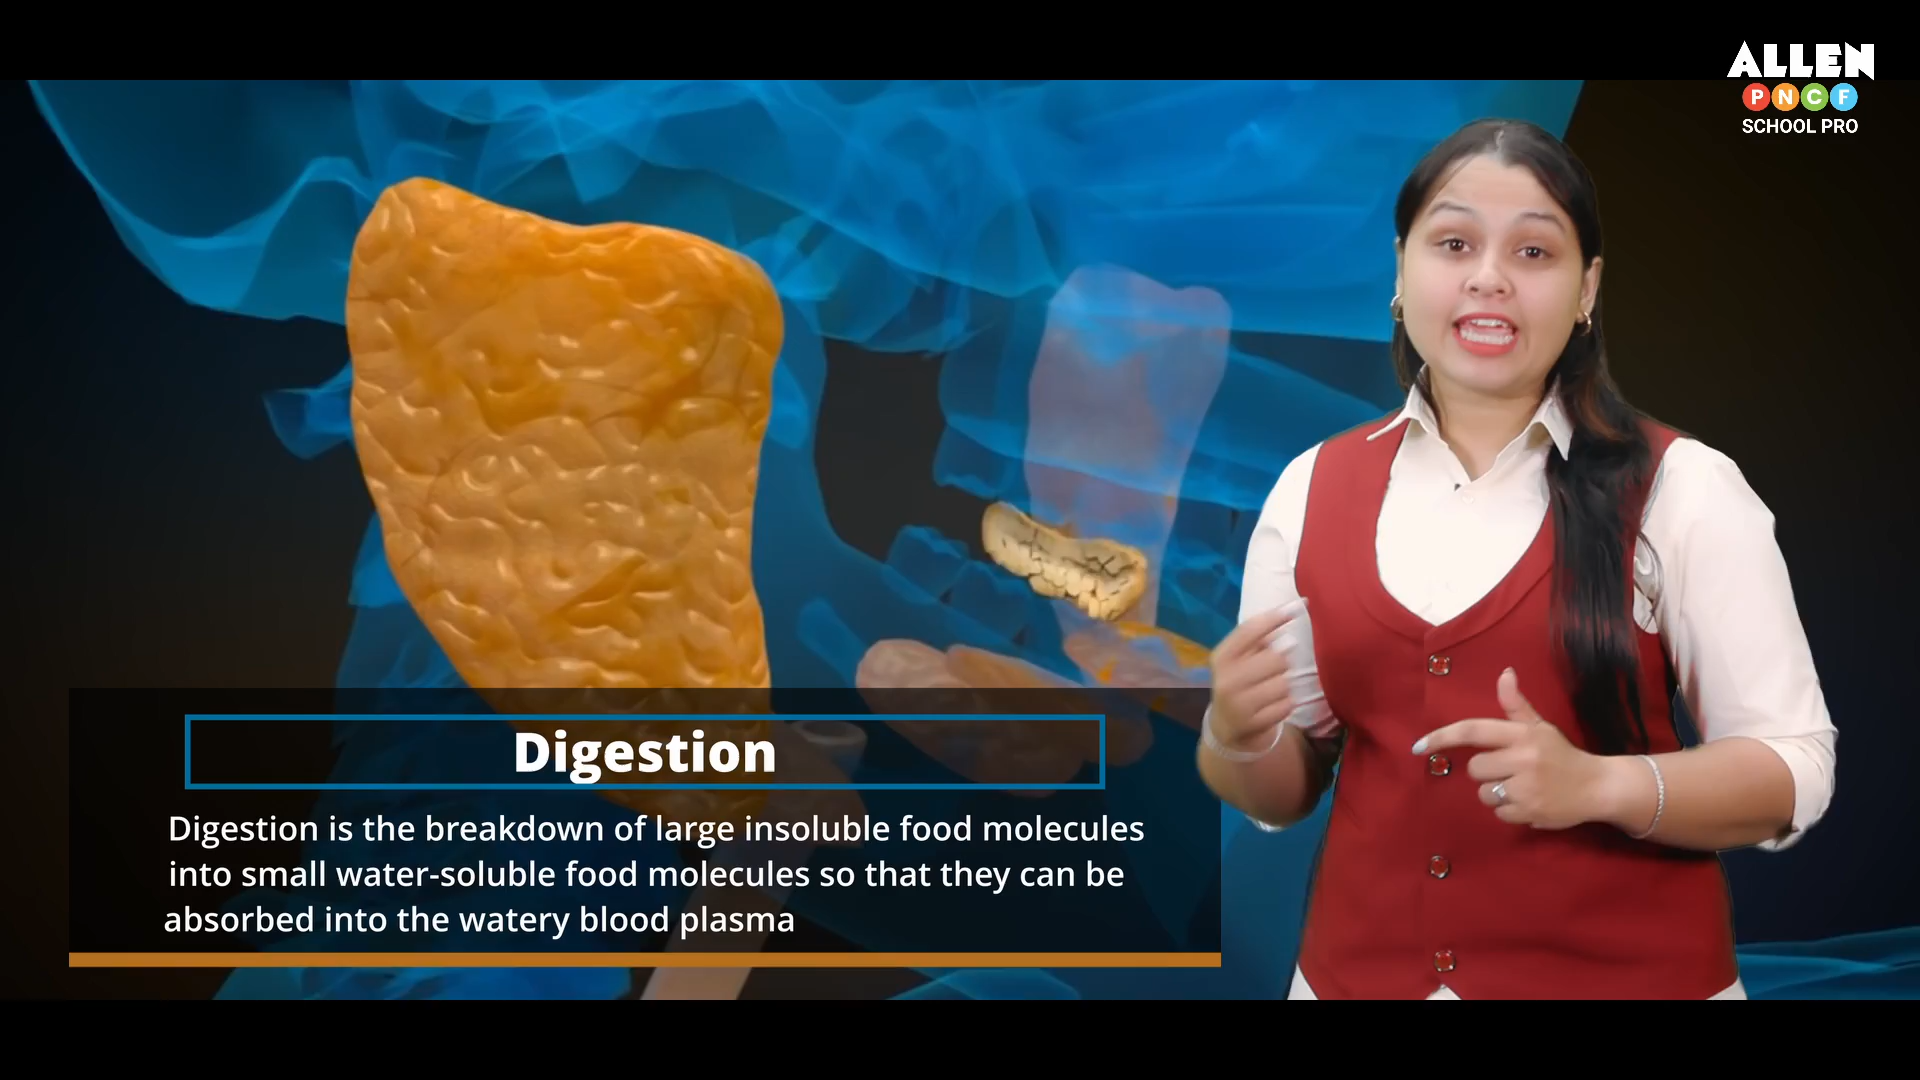 ALLEN
PNCF
SCHOOL PRO
Digestion
Digestion is the breakdown of large insoluble food molecules
into small water-soluble food molecules so that they can be
absorbed into the watery blood plasma